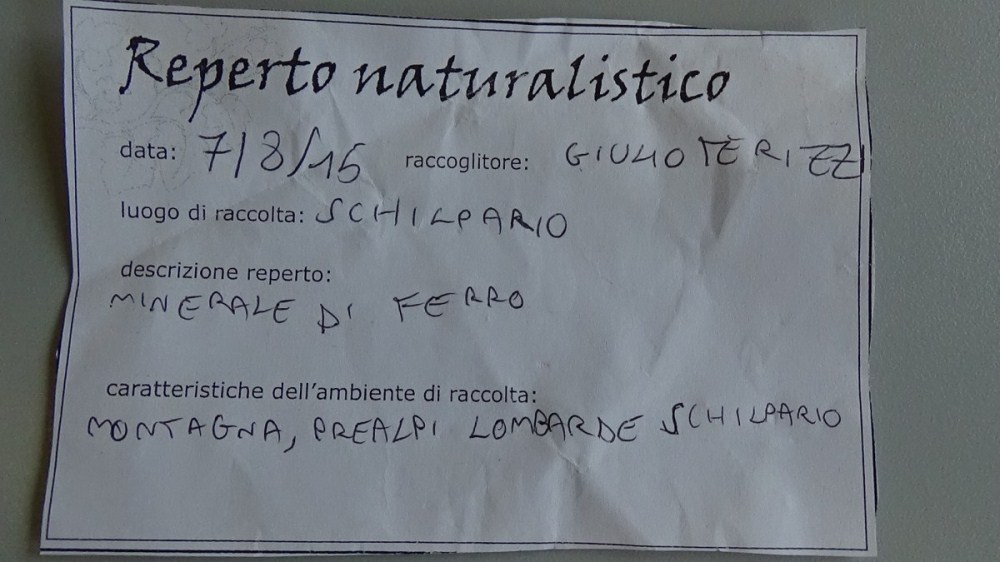 Reperto naturalistico
data: 7/8/15 raccoglitore: GIULIO TERIZZI
luogo di raccolta: SCHILPARIO
descrizione reperto:
MINERALE DI FERRO
caratteristiche dell'ambiente di raccolta:
MONTAGNA, PREALPI LOMBARDE SCHILPARIO